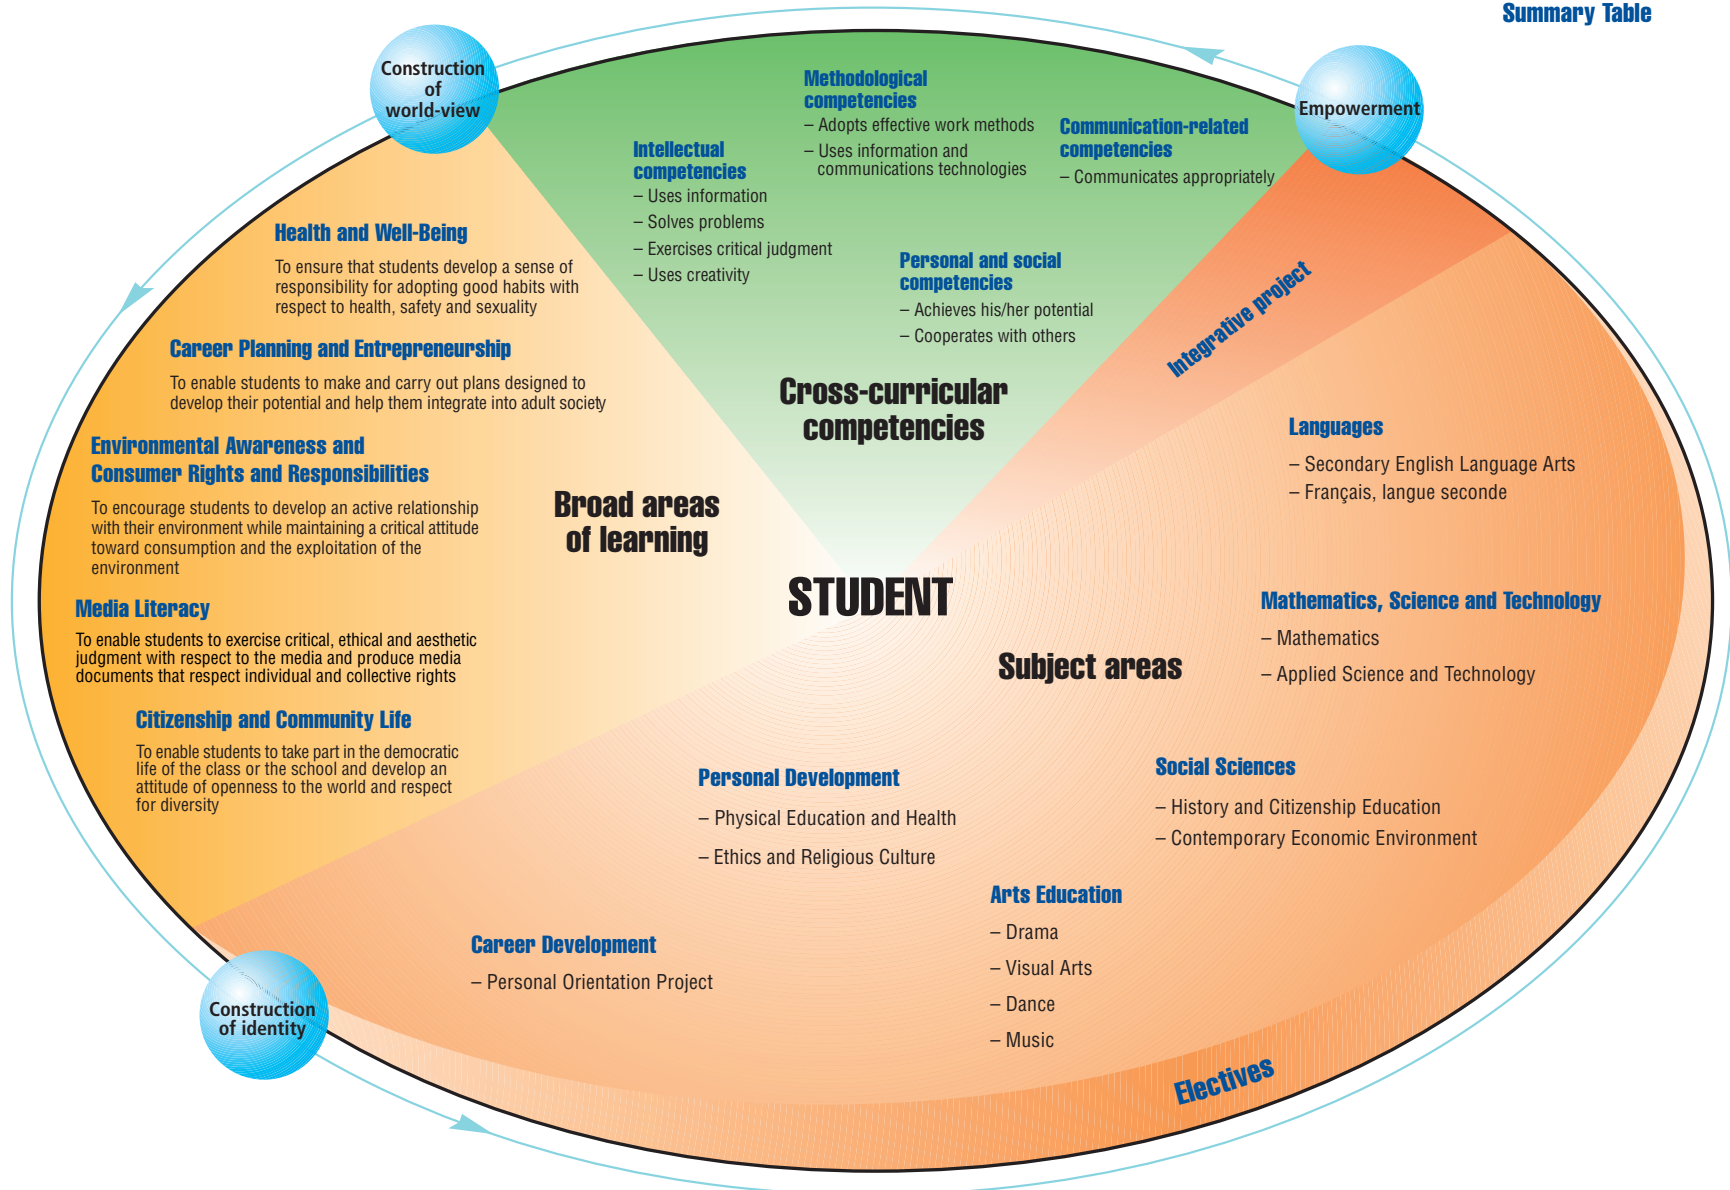 Summary Table
Construction
of
world-view
Empowerment
Methodological
competencies
– Adopts effective work methods
– Uses information and
communications technologies
Communication-related
competencies
– Communicates appropriately
Intellectual
competencies
– Uses information
– Solves problems
– Exercises critical judgment
– Uses creativity
Personal and social
competencies
– Achieves his/her potential
– Cooperates with others
Cross-curricular
competencies
Integrative project
Health and Well-Being
To ensure that students develop a sense of
responsibility for adopting good habits with
respect to health, safety and sexuality
Career Planning and Entrepreneurship
To enable students to make and carry out plans designed to
develop their potential and help them integrate into adult society
Environmental Awareness and
Consumer Rights and Responsibilities
To encourage students to develop an active relationship
with their environment while maintaining a critical attitude
toward consumption and the exploitation of the
environment
Media Literacy
To enable students to exercise critical, ethical and aesthetic
judgment with respect to the media and produce media
documents that respect individual and collective rights
Citizenship and Community Life
To enable students to take part in the democratic
life of the class or the school and develop an
attitude of openness to the world and respect
for diversity
Broad areas
of learning
STUDENT
Subject areas
Languages
– Secondary English Language Arts
– Français, langue seconde
Mathematics, Science and Technology
– Mathematics
– Applied Science and Technology
Social Sciences
– History and Citizenship Education
– Contemporary Economic Environment
Personal Development
– Physical Education and Health
– Ethics and Religious Culture
Arts Education
– Drama
– Visual Arts
– Dance
– Music
Career Development
– Personal Orientation Project
Construction
of identity
Electives